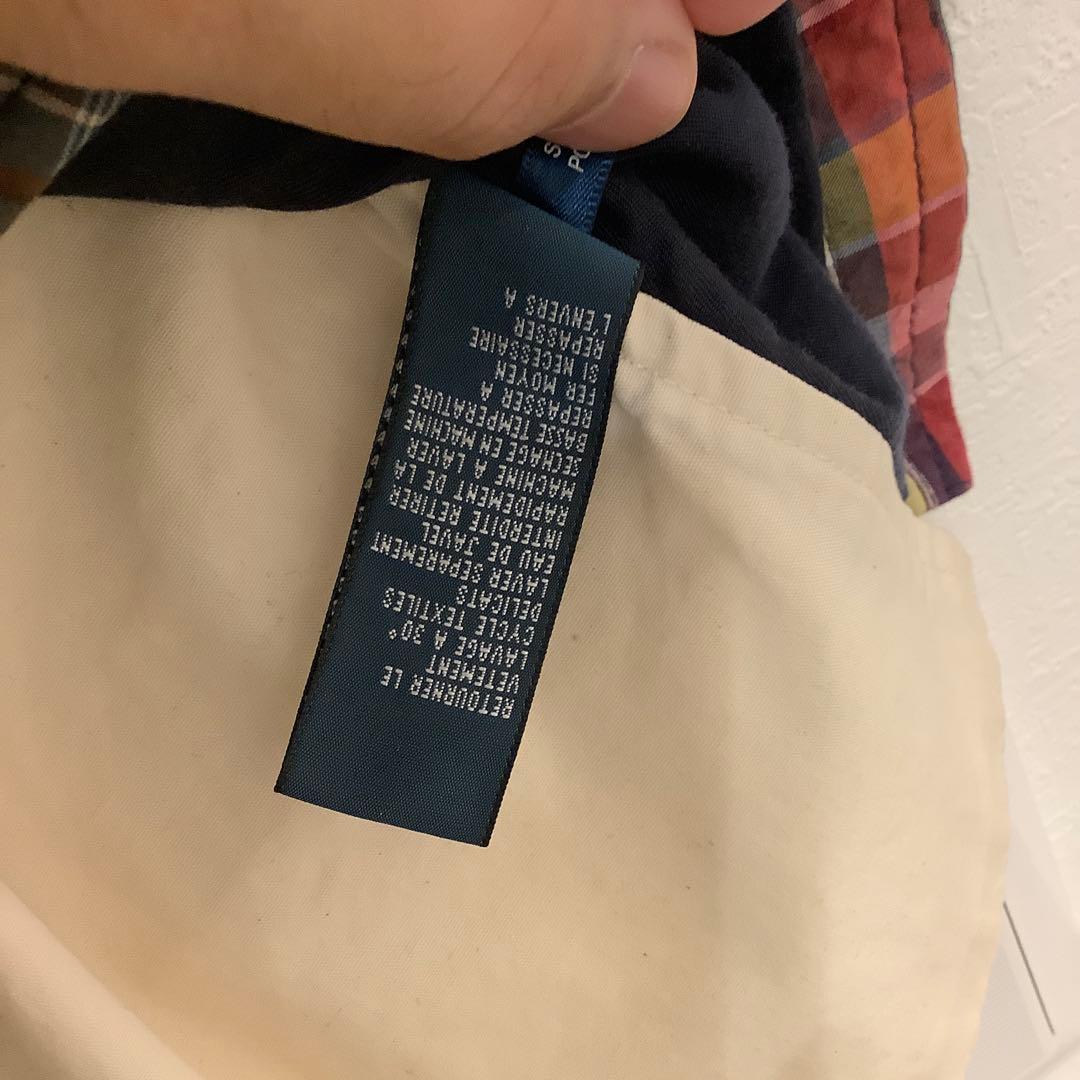 RETOURNER LE
VETEMENT
LAVAGE À 30°
CYCLE TEXTILES
DELICATS
LAVER SEPAREMENT
EAU DE JAVEL
INTERDITE RETIRER
RAPIDEMENT DE LA
MACHINE A LAVER
SECHAGE EN MACHINE
BASSE TEMPERATURE
REPASSER À
FER MOYEN
SI NECESSAIRE
REPASSER
L'ENVERS À